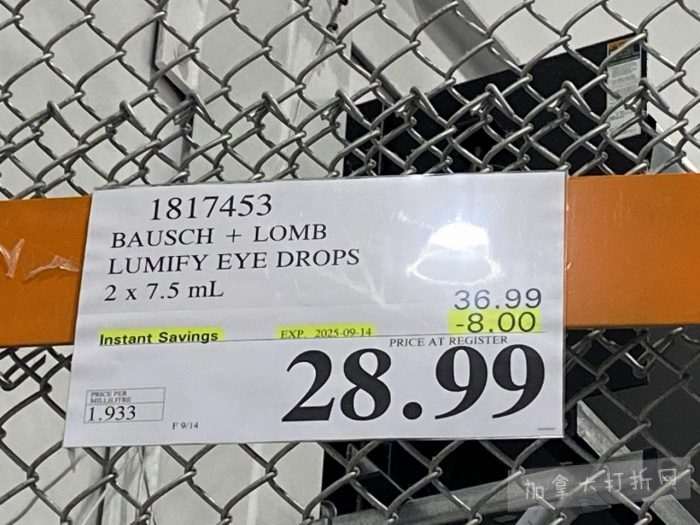 1817453
BAUSCH + LOMB
LUMIFY EYE DROPS
2 x 7.5 mL
36.99
Instant Savings EXP. 2025-09-14 -8.00
PRICE AT REGISTER
28.99
PRICE PER
MILLILITRE
1.933
F 9/14
加拿大打折网